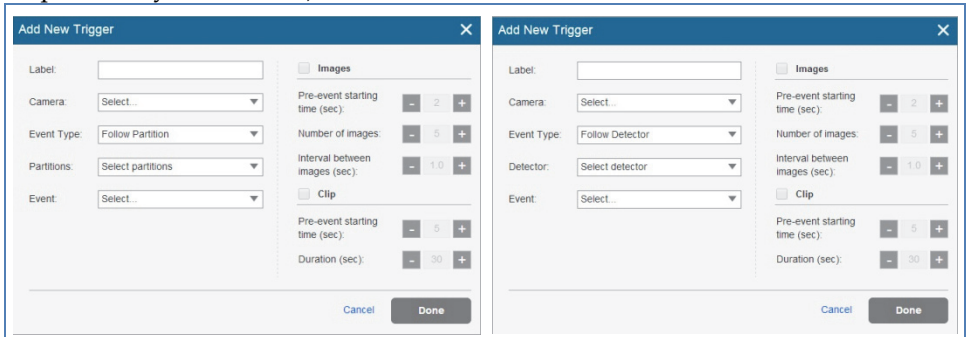 Add New Trigger
Label:
Camera: Select...
Event Type: Follow Partition
Partitions: Select partitions
Event: Select...
Images
Pre-event starting
time (sec): - 2 +
Number of images: - 5 +
Interval between
images (sec): - 1.0 +
Clip
Pre-event starting
time (sec): - 5 +
Duration (sec): - 30 +
Cancel Done
Add New Trigger
Label:
Camera: Select...
Event Type: Follow Detector
Detector: Select detector
Event: Select...
Images
Pre-event starting
time (sec): - 2 +
Number of images: - 5 +
Interval between
images (sec): - 1.0 +
Clip
Pre-event starting
time (sec): - 5 +
Duration (sec): - 30 +
Cancel Done